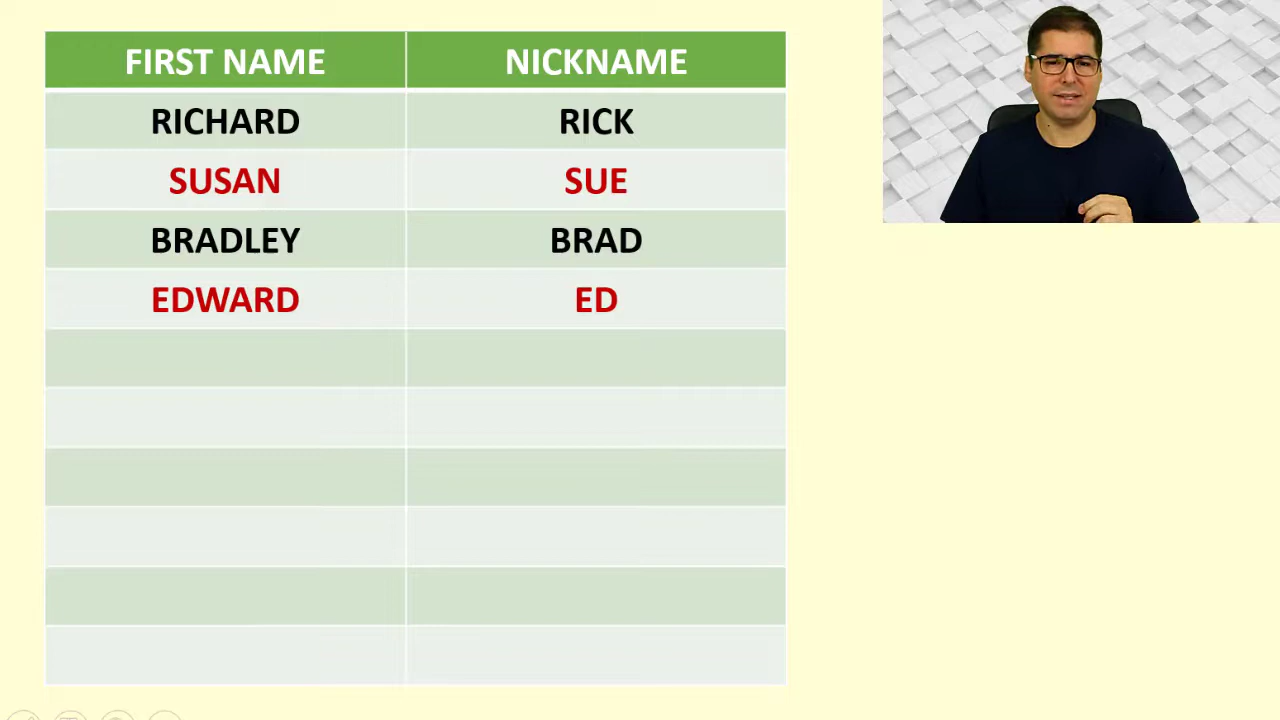 FIRST NAME NICKNAME
RICHARD RICK
SUSAN SUE
BRADLEY BRAD
EDWARD ED